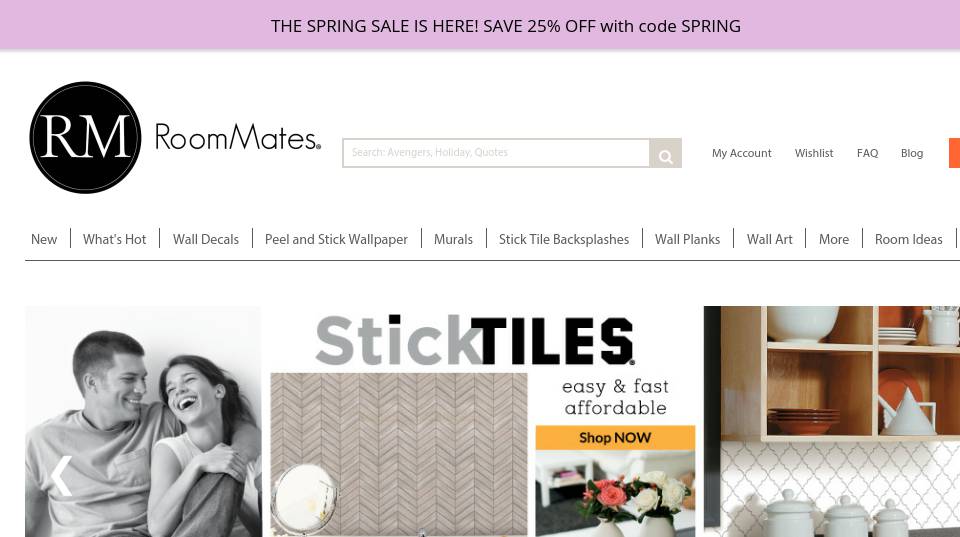 THE SPRING SALE IS HERE! SAVE 25% OFF with code SPRING
RM RoomMates®
Search: Avengers, Holiday, Quotes
My Account Wishlist FAQ Blog
New What's Hot Wall Decals Peel and Stick Wallpaper Murals Stick Tile Backsplashes Wall Planks Wall Art More Room Ideas
StickTILES®
easy & fast
affordable
Shop NOW